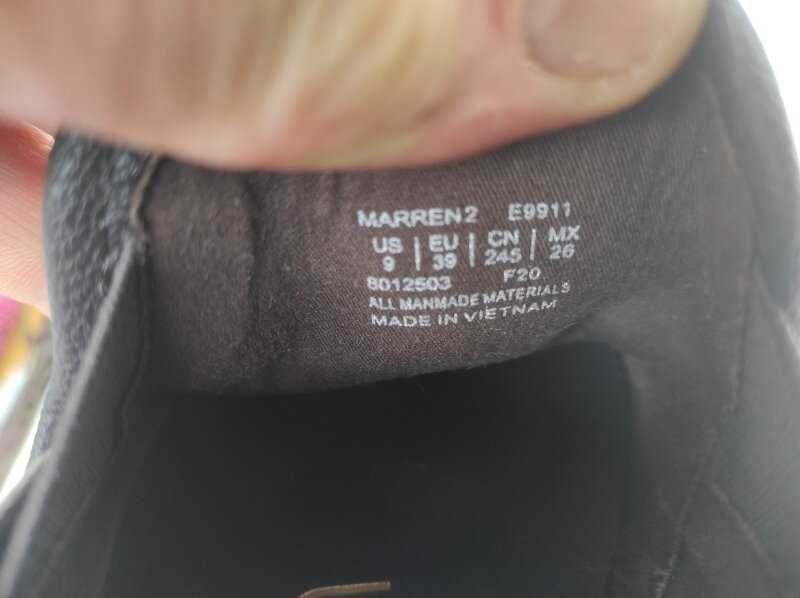 MARREN2 E9911
US | EU | CN | MX
9 | 39 | 245 | 26
8012503 F20
ALL MANMADE MATERIALS
MADE IN VIETNAM